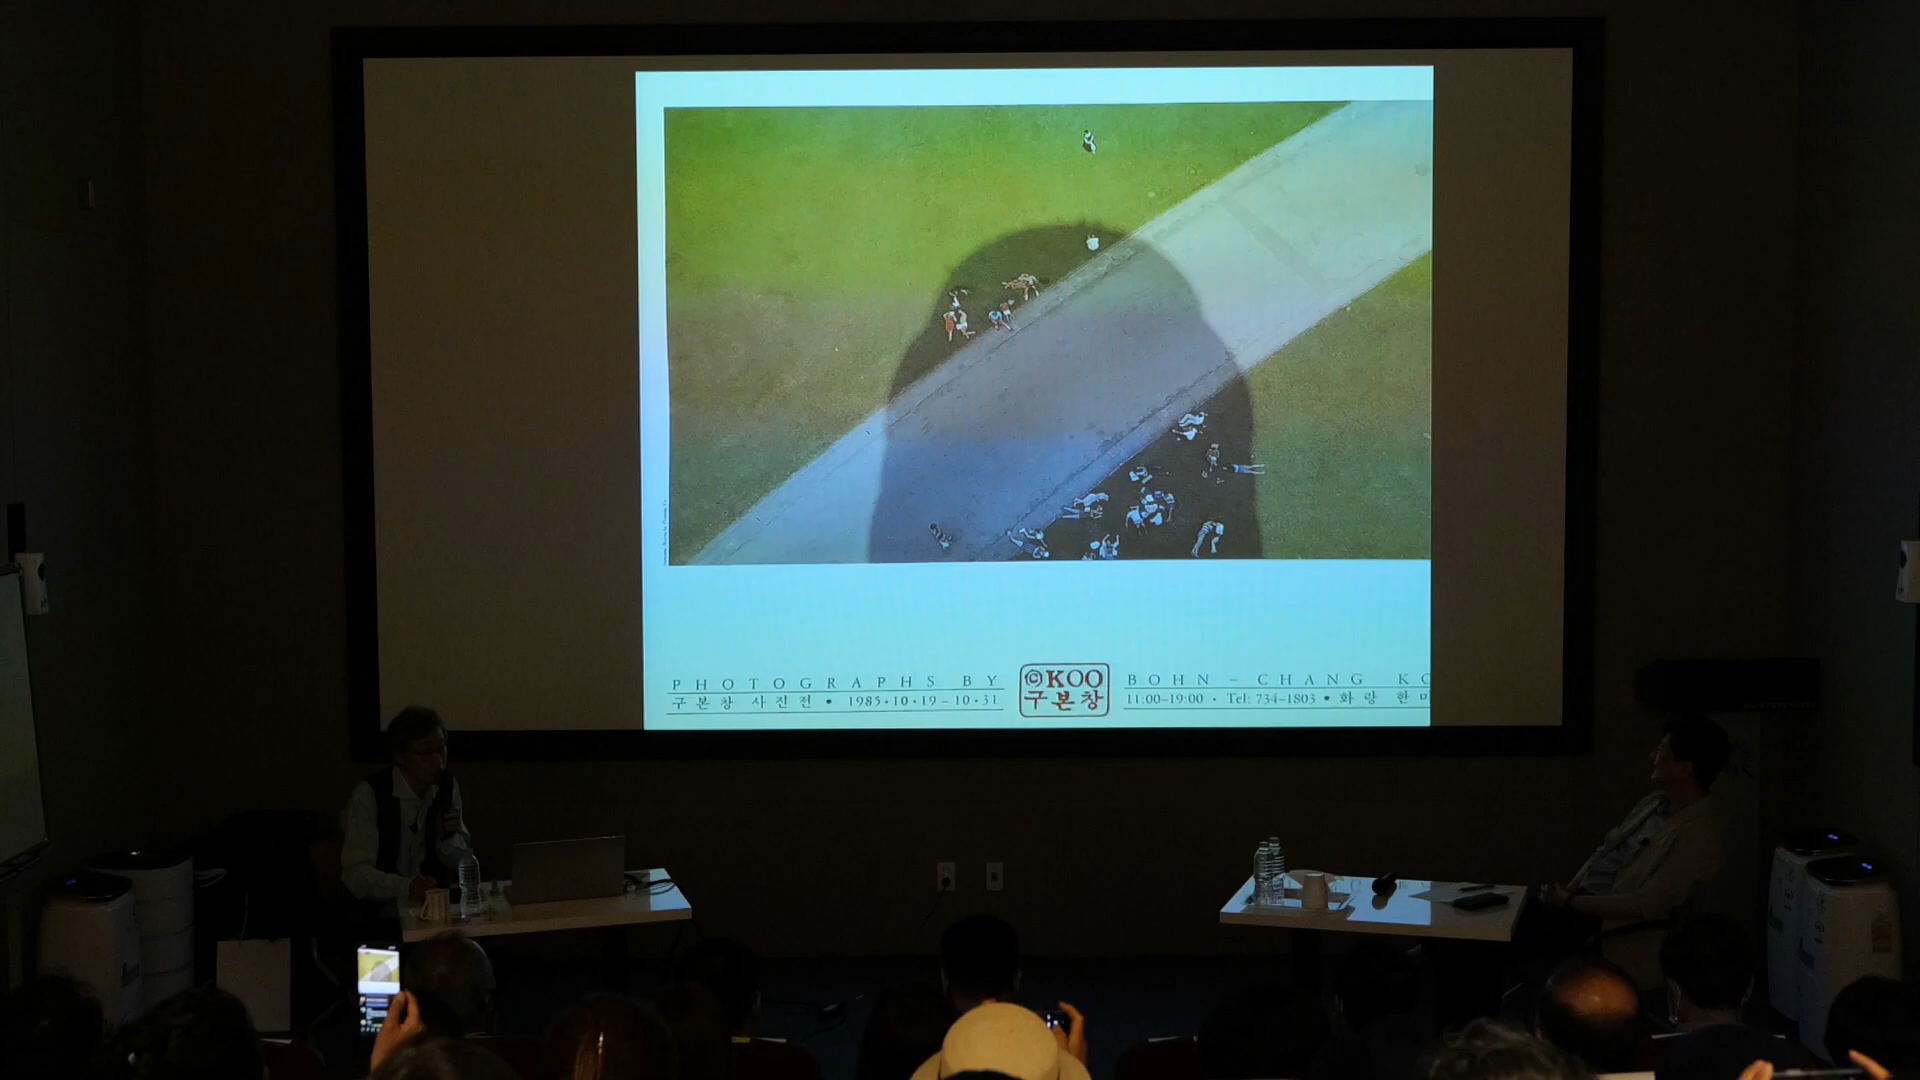 PHOTOGRAPHS BY
구본창 사진전 • 1985•10•19–10•31
©KOO
구본창
BOHN–CHANG
11:00–19:00 · Tel: 734–1803 • 화랑